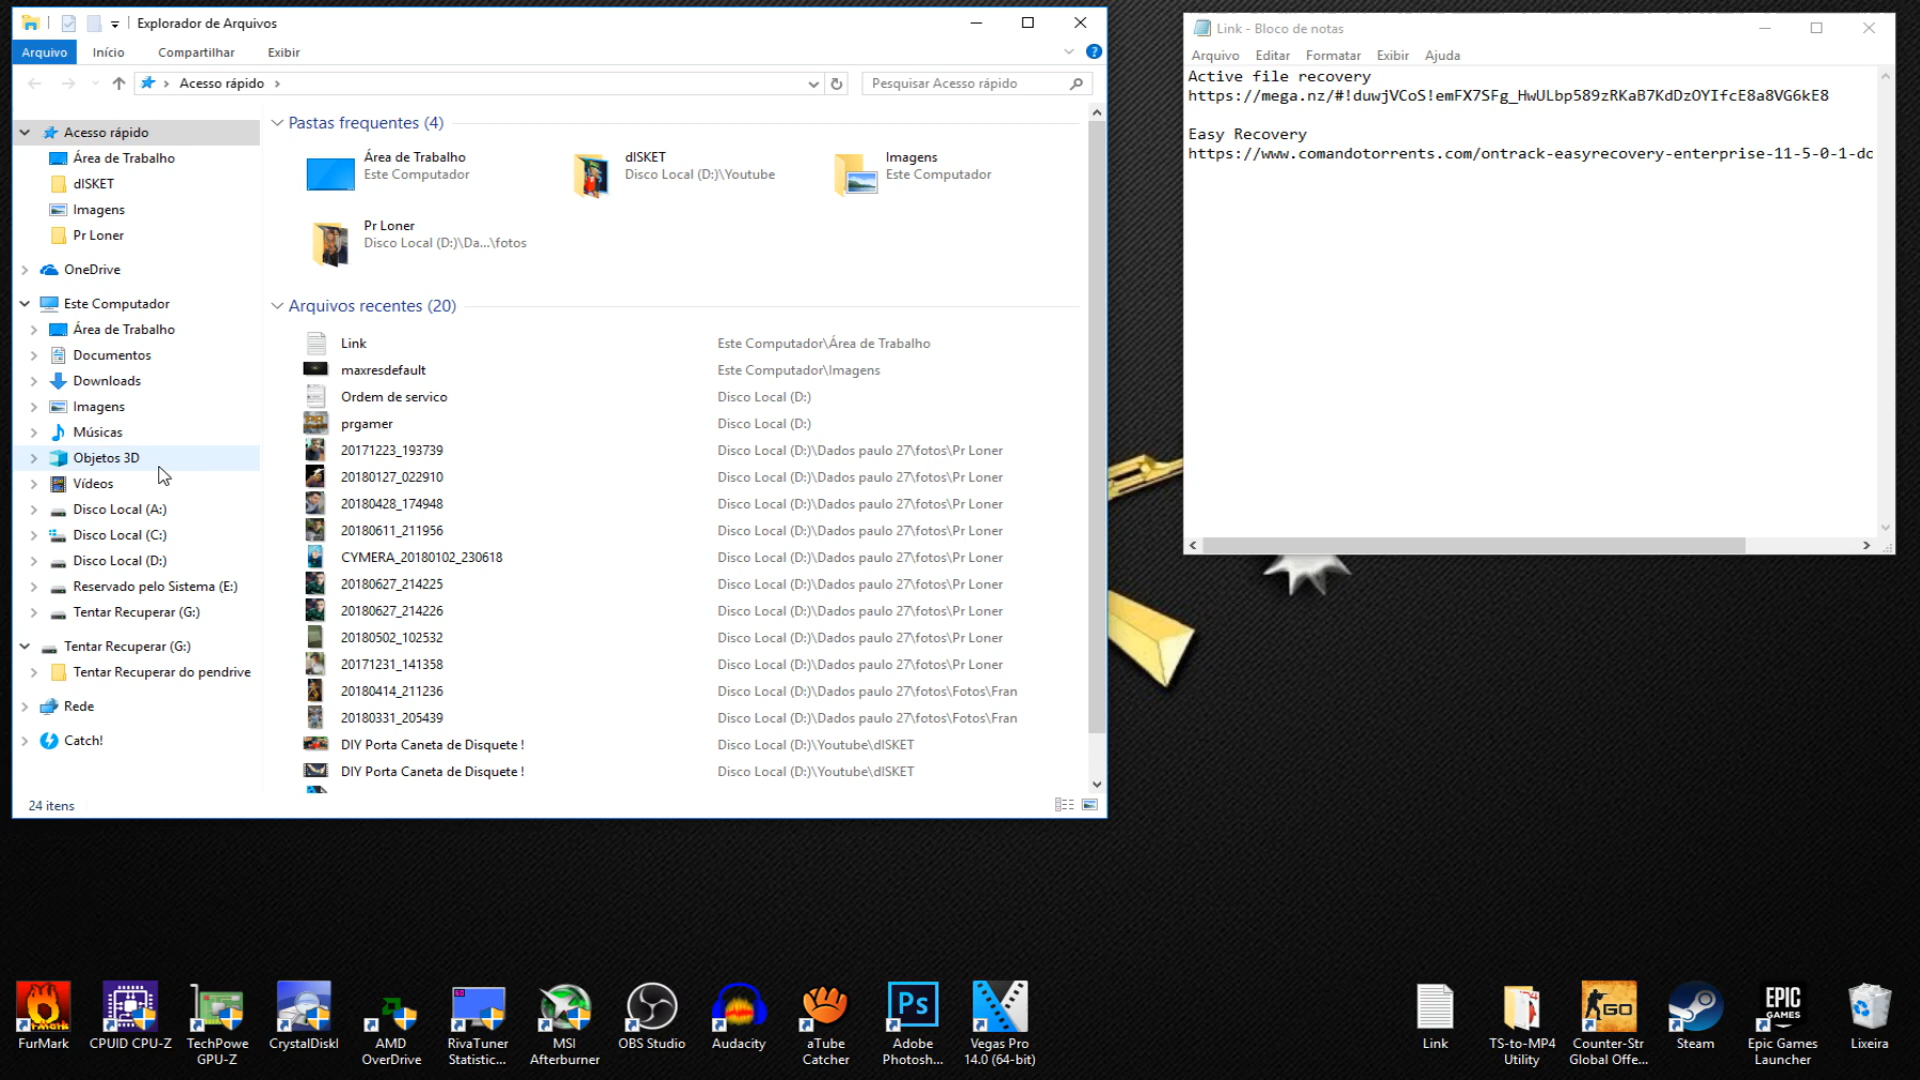 Explorador de Arquivos
Arquivo Início Compartilhar Exibir
Acesso rápido
Pesquisar Acesso rápido
Acesso rápido
Área de Trabalho
dISKET
Imagens
Pr Loner
OneDrive
Este Computador
Área de Trabalho
Documentos
Downloads
Imagens
Músicas
Objetos 3D
Vídeos
Disco Local (A:)
Disco Local (C:)
Disco Local (D:)
Reservado pelo Sistema (E:)
Tentar Recuperar (G:)
Tentar Recuperar (G:)
Tentar Recuperar do pendrive
Rede
Catch!
Pastas frequentes (4)
Área de Trabalho
Este Computador
dISKET
Disco Local (D:)\Youtube
Imagens
Este Computador
Pr Loner
Disco Local (D:)\Da...\fotos
Arquivos recentes (20)
Link Este Computador\Área de Trabalho
maxresdefault Este Computador\Imagens
Ordem de servico Disco Local (D:)
prgamer Disco Local (D:)
20171223_193739 Disco Local (D:)\Dados paulo 27\fotos\Pr Loner
20180127_022910 Disco Local (D:)\Dados paulo 27\fotos\Pr Loner
20180428_174948 Disco Local (D:)\Dados paulo 27\fotos\Pr Loner
20180611_211956 Disco Local (D:)\Dados paulo 27\fotos\Pr Loner
CYMERA_20180102_230618 Disco Local (D:)\Dados paulo 27\fotos\Pr Loner
20180627_214225 Disco Local (D:)\Dados paulo 27\fotos\Pr Loner
20180627_214226 Disco Local (D:)\Dados paulo 27\fotos\Pr Loner
20180502_102532 Disco Local (D:)\Dados paulo 27\fotos\Pr Loner
20171231_141358 Disco Local (D:)\Dados paulo 27\fotos\Pr Loner
20180414_211236 Disco Local (D:)\Dados paulo 27\fotos\Fotos\Fran
20180331_205439 Disco Local (D:)\Dados paulo 27\fotos\Fotos\Fran
DIY Porta Caneta de Disquete ! Disco Local (D:)\Youtube\dISKET
DIY Porta Caneta de Disquete ! Disco Local (D:)\Youtube\dISKET
24 itens
Link - Bloco de notas
Arquivo Editar Formatar Exibir Ajuda
Active file recovery
https://mega.nz/#!duwjVCoS!emFX7SFg_HwULbp589zRKaB7KdDzOYIfcE8a8VG6kE8
Easy Recovery
https://www.comandotorrents.com/ontrack-easyrecovery-enterprise-11-5-0-1-dc
FurMark
CPUID CPU-Z
TechPowe
GPU-Z
CrystalDiskI
AMD
OverDrive
RivaTuner
Statistic...
MSI
Afterburner
OBS Studio
Audacity
aTube
Catcher
Ps
Adobe
Photosh...
Vegas Pro
14.0 (64-bit)
Link
TS-to-MP4
Utility
GO
Counter-Str
Global Offe...
Steam
EPIC
GAMES
Epic Games
Launcher
Lixeira